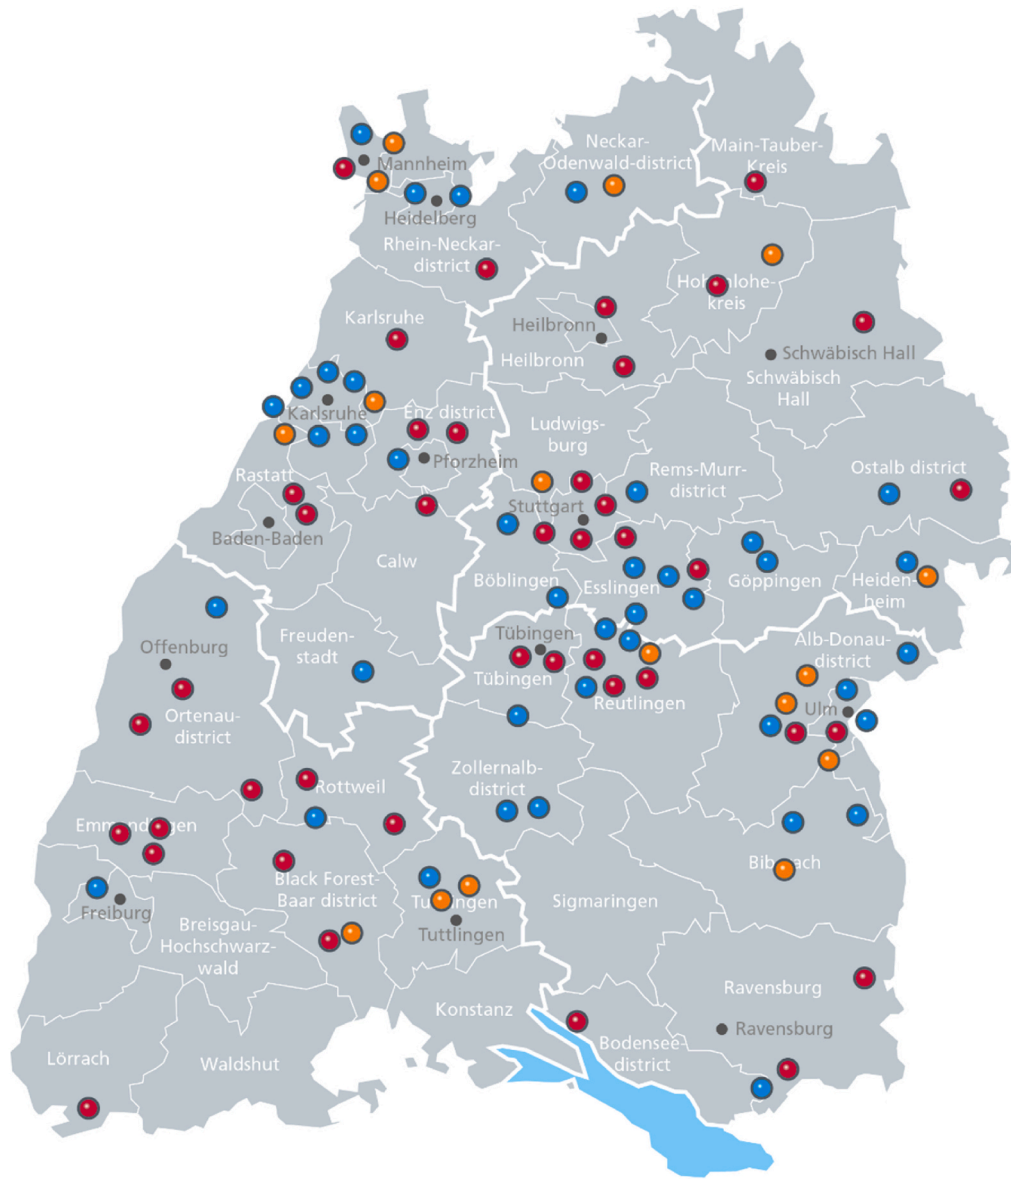 Neckar-
Odenwald-district
Main-Tauber-
Kreis
Mannheim
Heidelberg
Rhein-Neckar-
district
Hohenlohe-
kreis
Karlsruhe
Heilbronn
Heilbronn
Schwäbisch Hall
Schwäbisch
Hall
Karlsruhe
Enz district
Ludwigs-
burg
Pforzheim
Rems-Murr-
district
Ostalb district
Rastatt
Stuttgart
Baden-Baden
Calw
Böblingen
Esslingen
Göppingen
Heiden-
heim
Freuden-
stadt
Tübingen
Tübingen
Alb-Donau-
district
Offenburg
Reutlingen
Ulm
Ortenau-
district
Zollernalb-
district
Rottweil
Emmendingen
Biberach
Black Forest-
Baar district
Tuttlingen
Sigmaringen
Freiburg
Breisgau-
Hochschwarz-
wald
Tuttlingen
Ravensburg
Konstanz
Ravensburg
Bodensee-
district
Lörrach
Waldshut